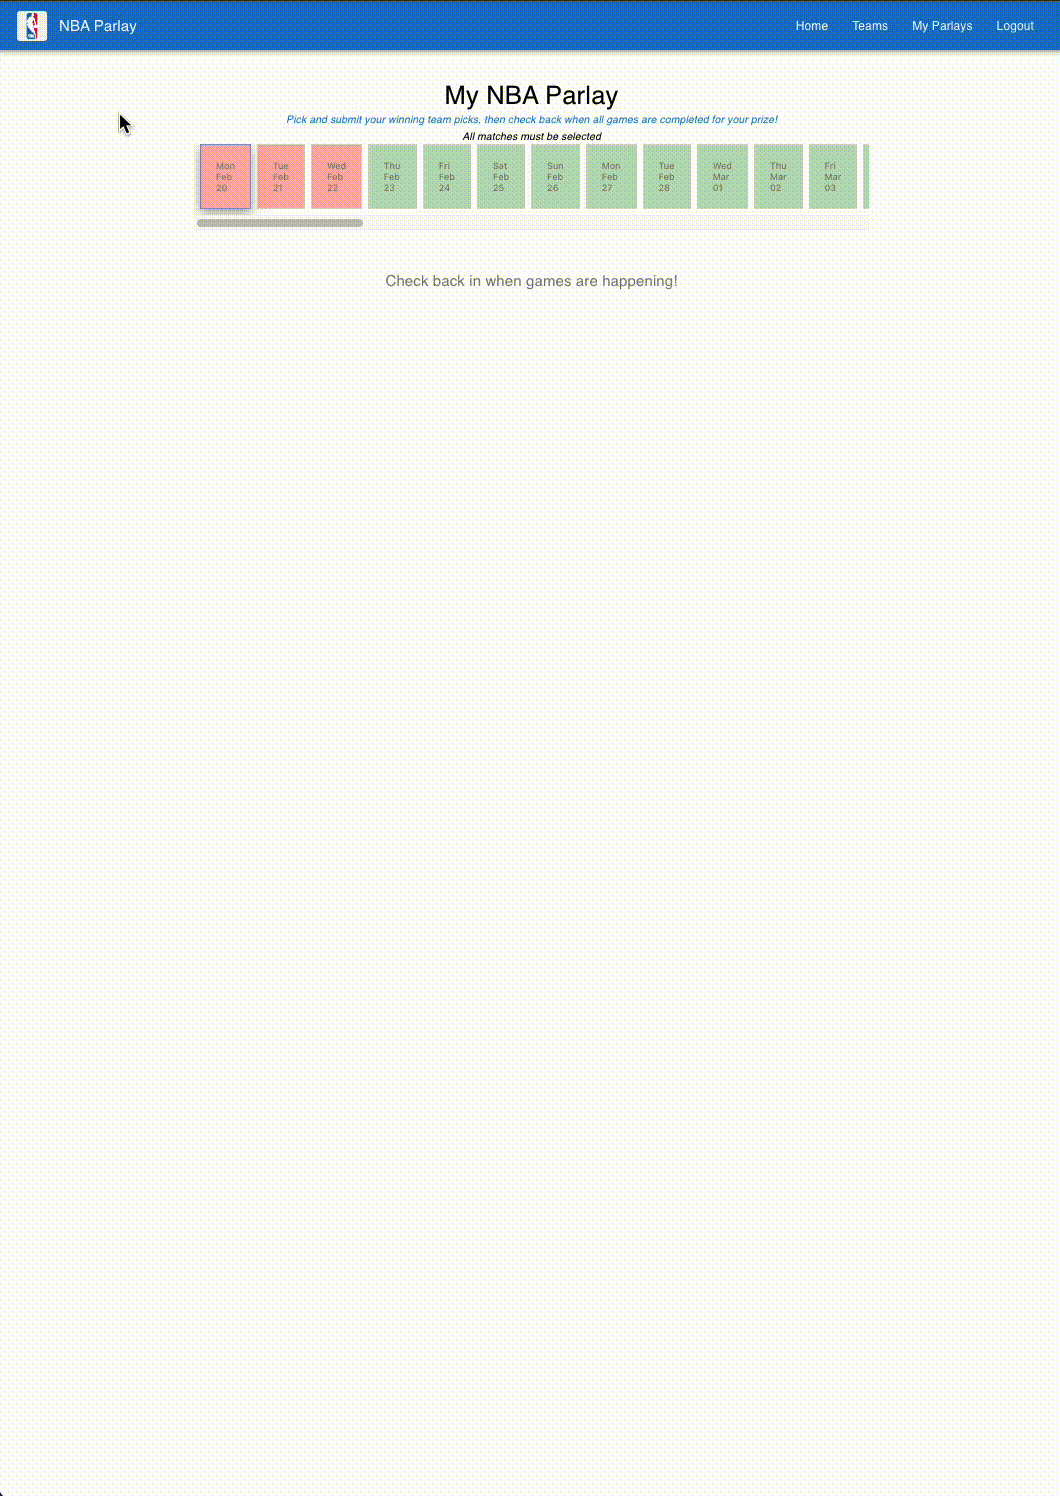 NBA Parlay
Home Teams My Parlays Logout
My NBA Parlay
Pick and submit your winning team picks, then check back when all games are completed for your prize!
All matches must be selected
Mon
Feb
20
Tue
Feb
21
Wed
Feb
22
Thu
Feb
23
Fri
Feb
24
Sat
Feb
25
Sun
Feb
26
Mon
Feb
27
Tue
Feb
28
Wed
Mar
01
Thu
Mar
02
Fri
Mar
03
Check back in when games are happening!